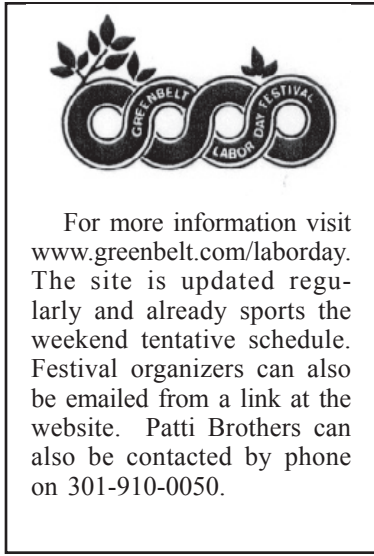 GREENBELT
LABOR DAY FESTIVAL
For more information visit
www.greenbelt.com/laborday.
The site is updated regu-
larly and already sports the
weekend tentative schedule.
Festival organizers can also
be emailed from a link at the
website. Patti Brothers can
also be contacted by phone
on 301-910-0050.